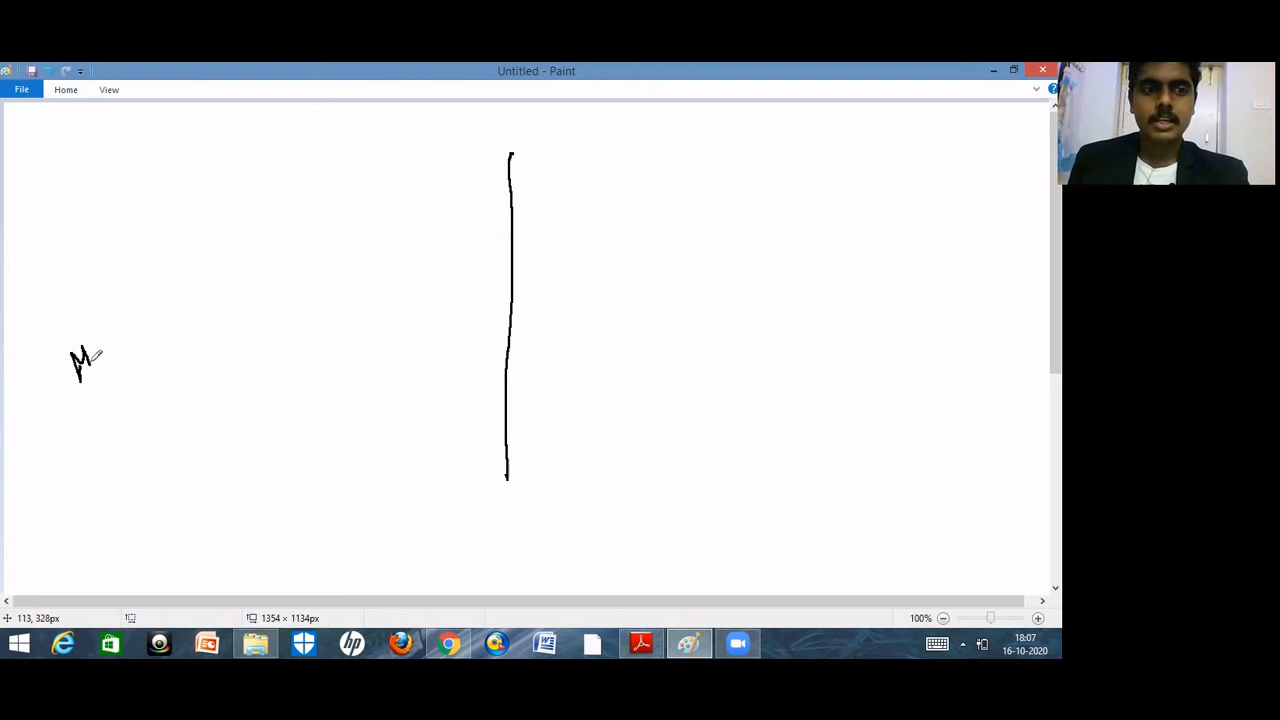 Untitled - Paint
File Home View
M
113, 328px 1354 × 1134px 100%
18:07
16-10-2020